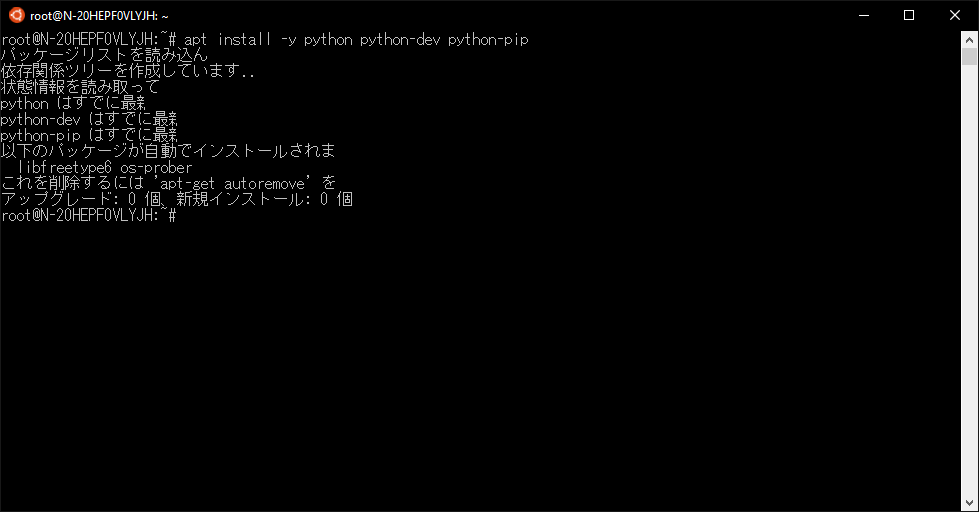 root@N-20HEPF0VLYJH: ~
root@N-20HEPF0VLYJH:~# apt install -y python python-dev python-pip
パッケージリストを読み込ん
依存関係ツリーを作成しています..
状態情報を読み取って
python はすでに最新
python-dev はすでに最新
python-pip はすでに最新
以下のパッケージが自動でインストールされま
libfreetype6 os-prober
これを削除するには 'apt-get autoremove' を
アップグレード: 0 個、新規インストール: 0 個
root@N-20HEPF0VLYJH:~#